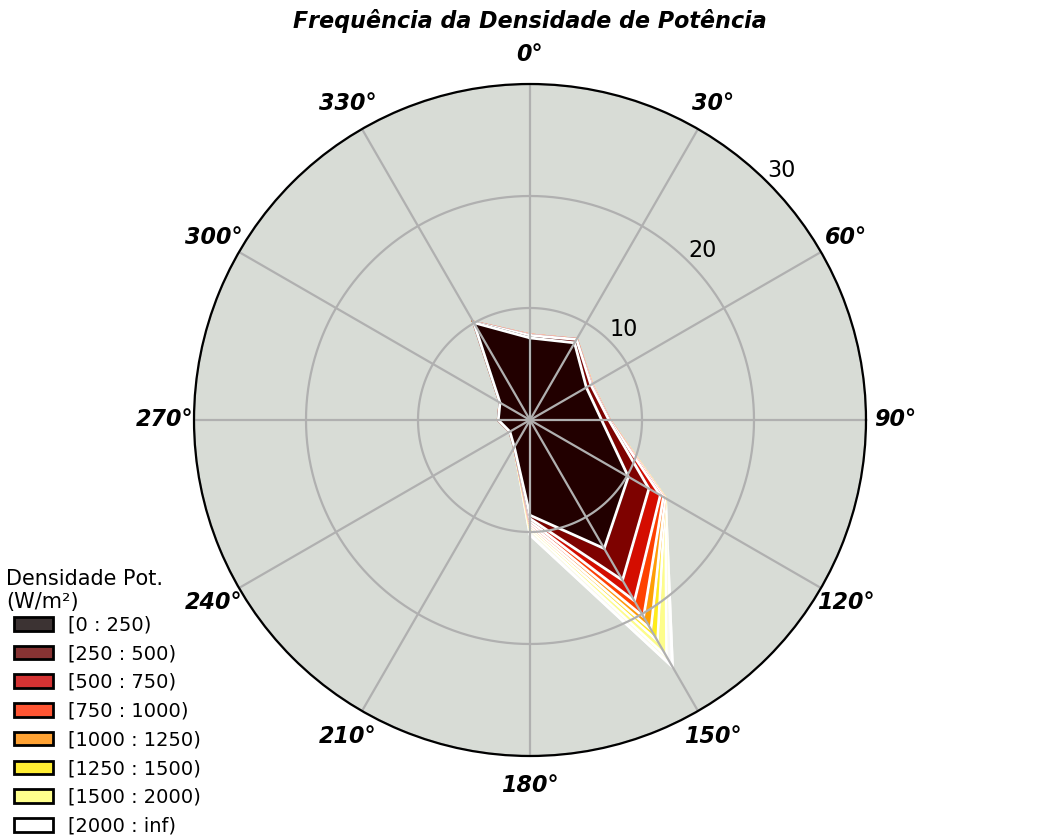 Frequência da Densidade de Potência
0°
330°
30°
30
300°
60°
20
10
270°
90°
240°
120°
210°
150°
180°
Densidade Pot.
(W/m²)
[0 : 250)
[250 : 500)
[500 : 750)
[750 : 1000)
[1000 : 1250)
[1250 : 1500)
[1500 : 2000)
[2000 : inf)